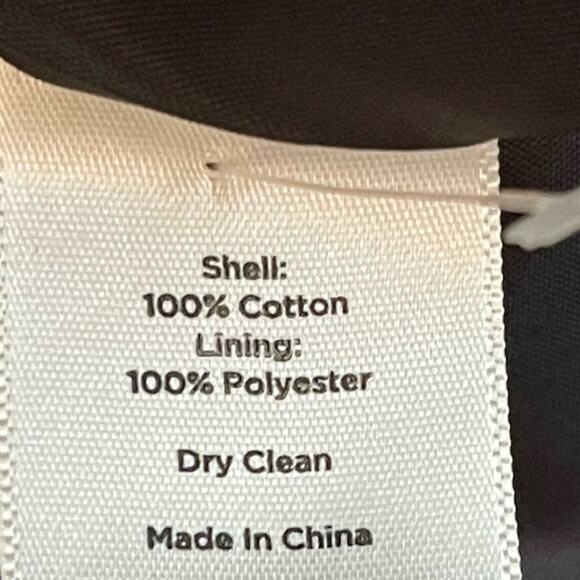 Shell:
100% Cotton
Lining:
100% Polyester
Dry Clean
Made In China